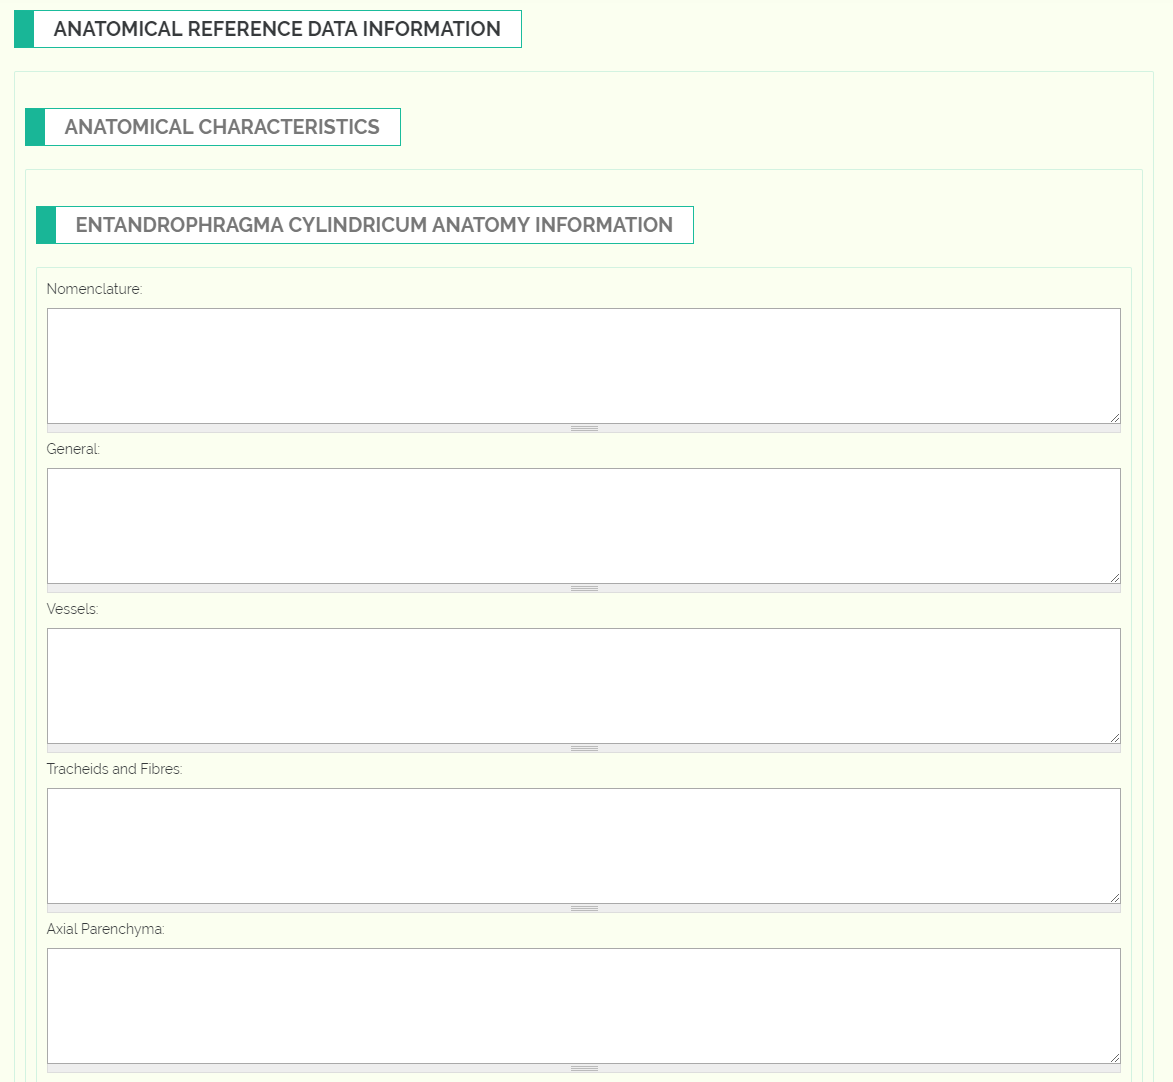 ANATOMICAL REFERENCE DATA INFORMATION
ANATOMICAL CHARACTERISTICS
ENTANDROPHRAGMA CYLINDRICUM ANATOMY INFORMATION
Nomenclature:
General:
Vessels:
Tracheids and Fibres:
Axial Parenchyma: